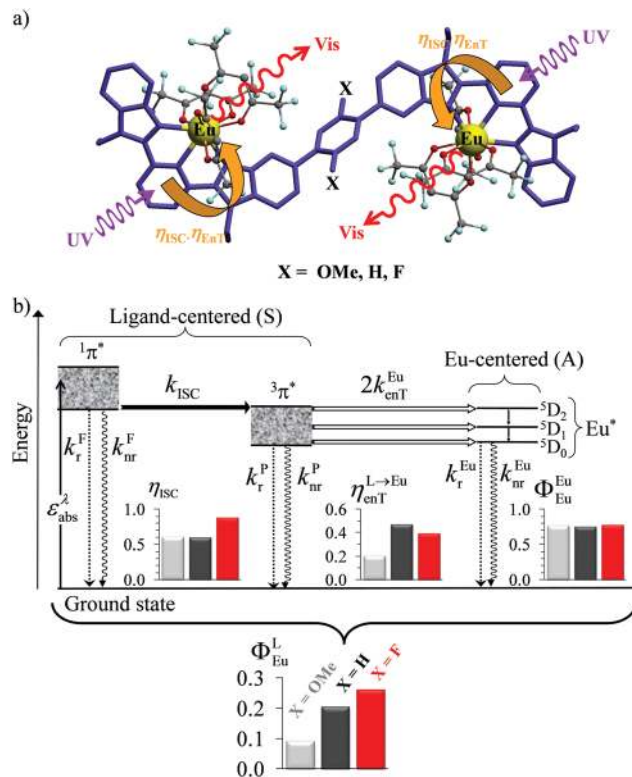 a)
Vis
η_ISC·η_EnT
UV
X
Eu
Eu
X
η_ISC·η_EnT
UV
Vis
X = OMe, H, F
b)
Ligand-centered (S)
¹π*
Eu-centered (A)
k_ISC
³π*
2k_enT^Eu
⁵D₂
⁵D₁
⁵D₀
Eu*
Energy
k_r^F
k_nr^F
k_r^P
k_nr^P
k_r^Eu
k_nr^Eu
ε_abs^λ
η_ISC
1.0
0.5
0.0
η_enT^L→Eu
0.6
0.4
0.2
0.0
Φ_Eu^Eu
1.0
0.5
0.0
Ground state
Φ_Eu^L
0.3
0.2
0.1
0.0
X = OMe
X = H
X = F